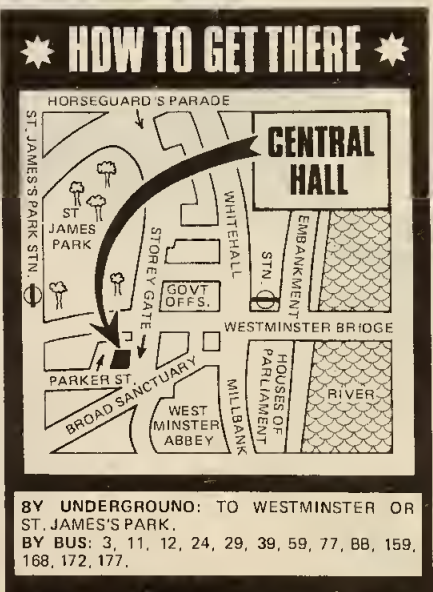 HOW TO GET THERE
HORSEGUARD'S PARADE
ST. JAMES'S PARK STN.
CENTRAL
HALL
ST
JAMES
PARK
STOREY GATE
WHITEHALL
GOVT
OFFS.
STN.
EMBANKMENT
WESTMINSTER BRIDGE
PARKER ST.
BROAD SANCTUARY
WEST
MINSTER
ABBEY
MILLBANK
HOUSES OF
PARLIAMENT
RIVER
BY UNDERGROUND: TO WESTMINSTER OR
ST. JAMES'S PARK.
BY BUS: 3, 11, 12, 24, 29, 39, 59, 77, 88, 159,
168, 172, 177.